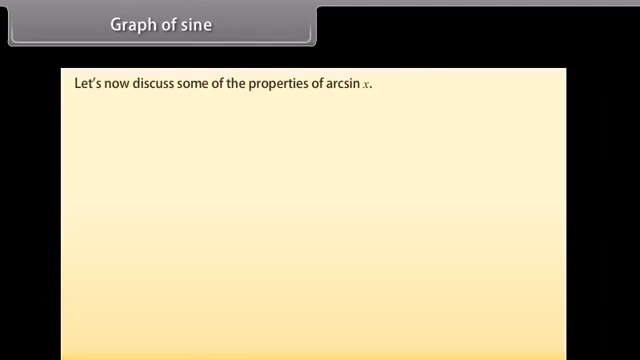 Graph of sine
Let's now discuss some of the properties of arcsin x.